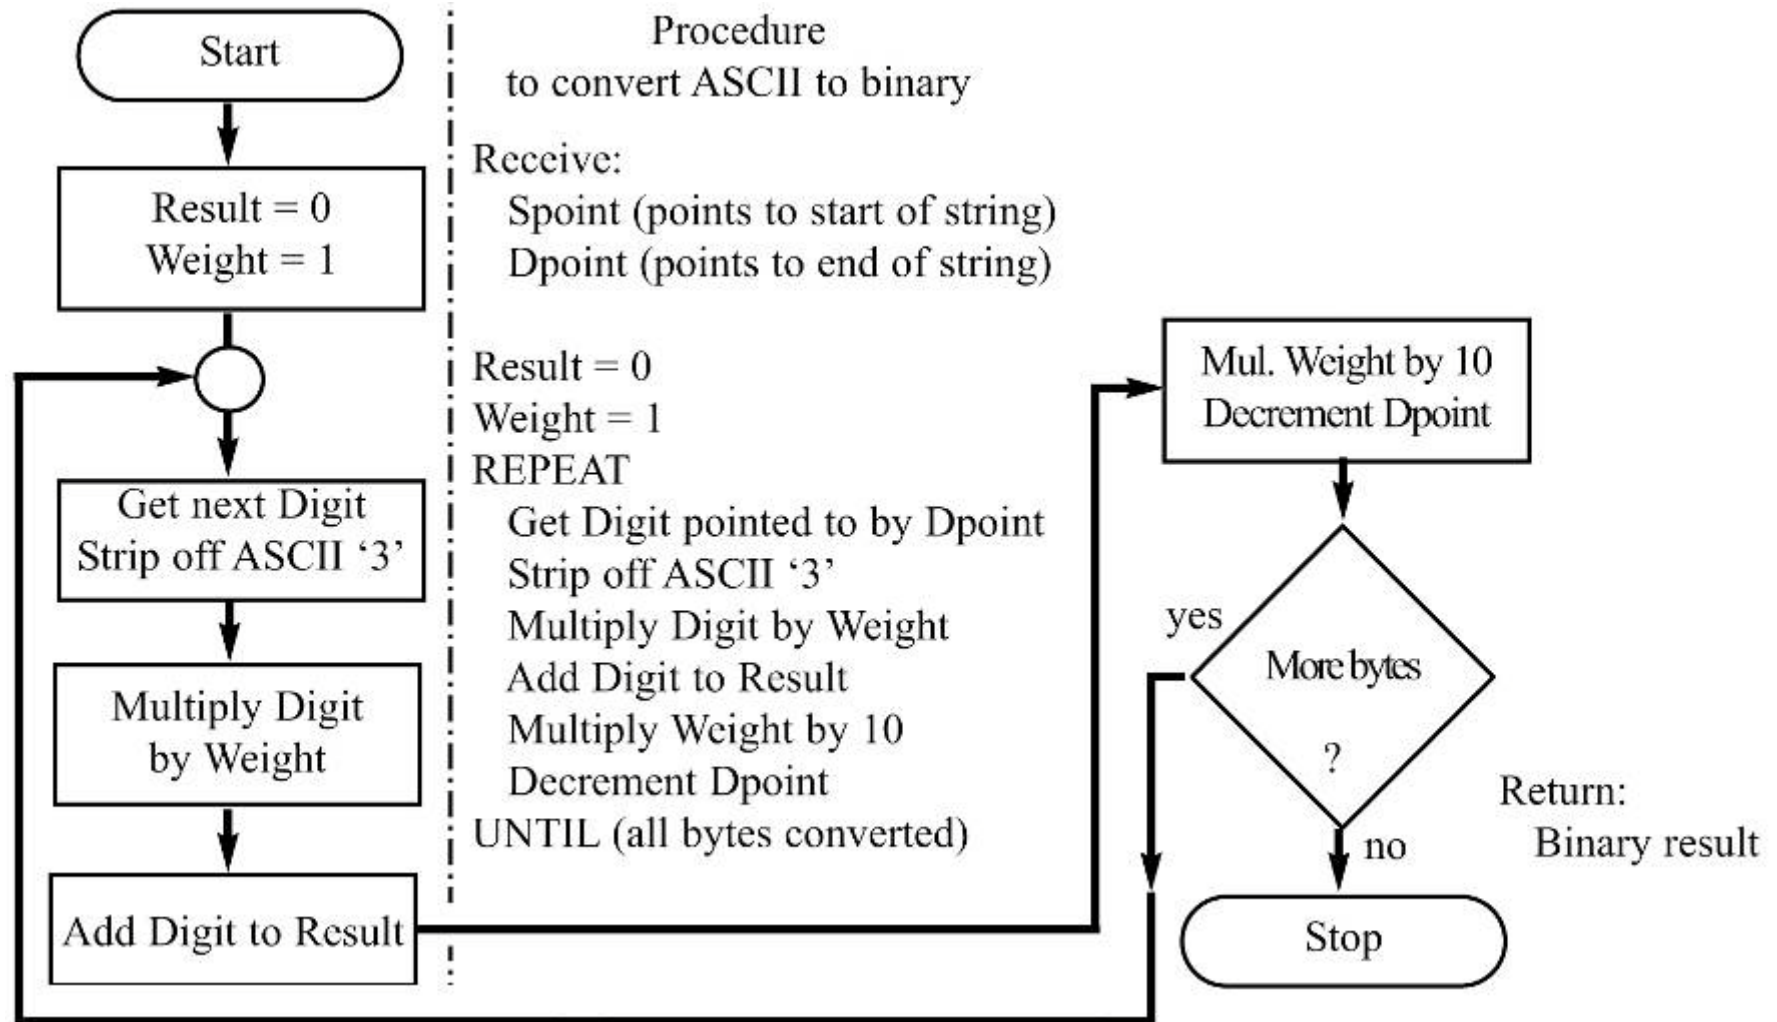 Start
Result = 0
Weight = 1
Get next Digit
Strip off ASCII ‘3’
Multiply Digit
by Weight
Add Digit to Result
Procedure
to convert ASCII to binary
Receive:
Spoint (points to start of string)
Dpoint (points to end of string)
Result = 0
Weight = 1
REPEAT
Get Digit pointed to by Dpoint
Strip off ASCII ‘3’
Multiply Digit by Weight
Add Digit to Result
Multiply Weight by 10
Decrement Dpoint
UNTIL (all bytes converted)
Mul. Weight by 10
Decrement Dpoint
yes
More bytes
?
no
Return:
Binary result
Stop